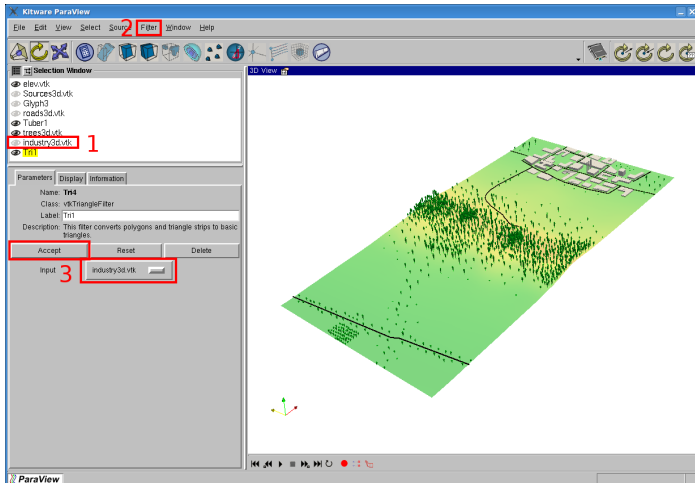 Kitware ParaView
File Edit View Select Source Filter Window Help
2
Selection Window
3D View
elev.vtk
Sources3d.vtk
Glyph3
roads3d.vtk
Tuber1
trees3d.vtk
industry3d.vtk
1
Tri1
Parameters Display Information
Name: Tri4
Class: vtkTriangleFilter
Label: Tri1
Description: This filter converts polygons and triangle strips to basic
triangles.
Accept Reset Delete
Input industry3d.vtk
3
ParaView